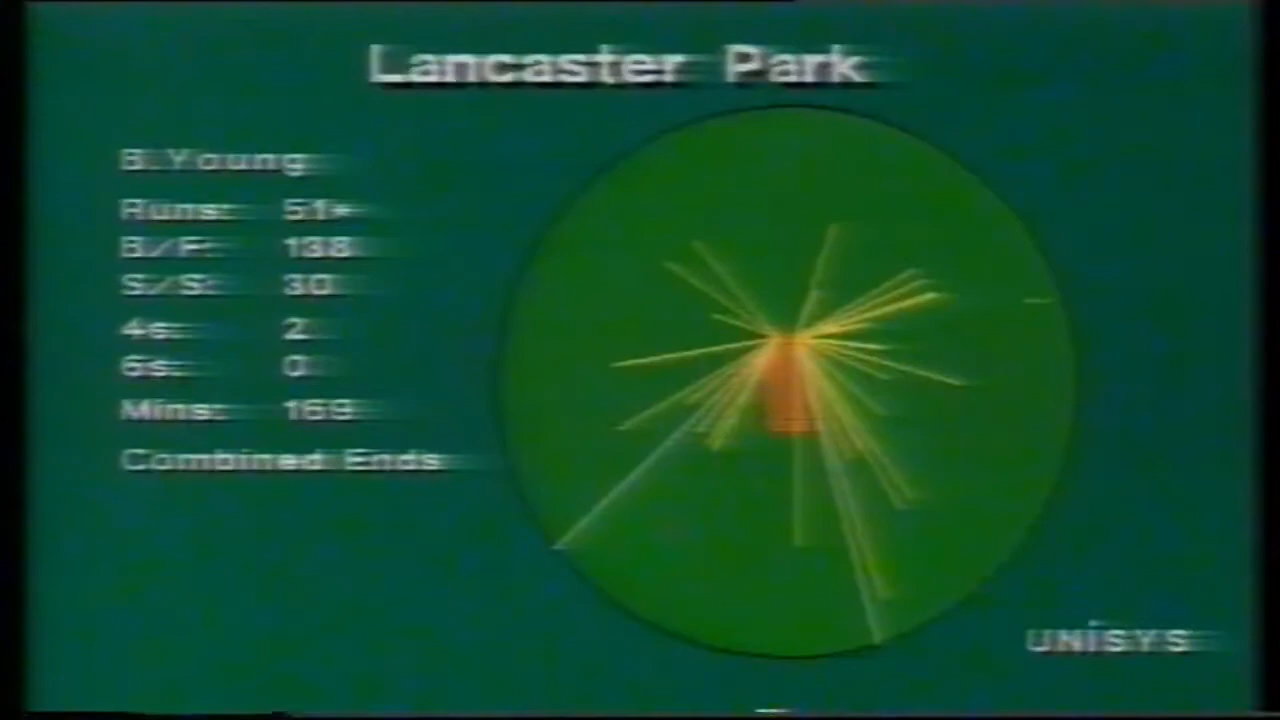 Lancaster Park
B.Young
Runs: 51*
B/F: 138
S/S: 30
4s: 2
6s: 0
Mins: 169
Combined Ends
UNISYS